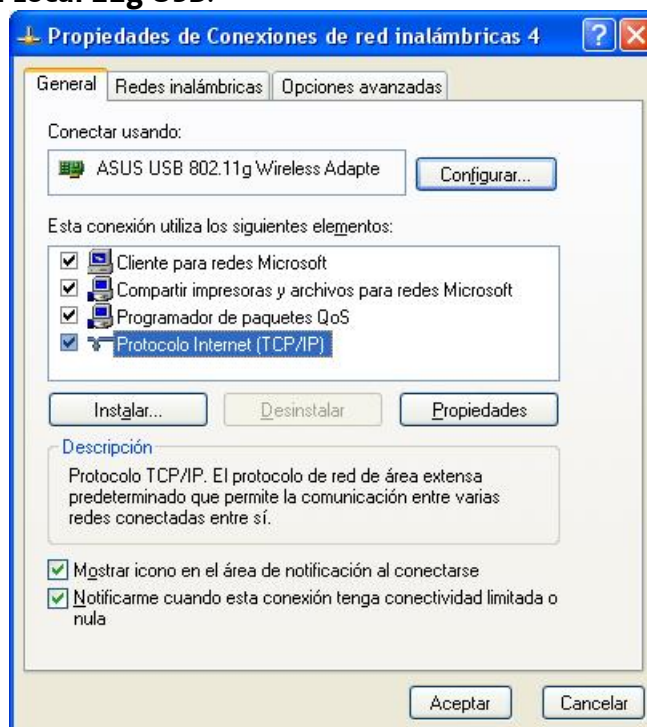 Local 11g USB.
Propiedades de Conexiones de red inalámbricas 4
General Redes inalámbricas Opciones avanzadas
Conectar usando:
ASUS USB 802.11g Wireless Adapte Configurar...
Esta conexión utiliza los siguientes elementos:
Cliente para redes Microsoft
Compartir impresoras y archivos para redes Microsoft
Programador de paquetes QoS
Protocolo Internet (TCP/IP)
Instalar... Desinstalar Propiedades
Descripción
Protocolo TCP/IP. El protocolo de red de área extensa
predeterminado que permite la comunicación entre varias
redes conectadas entre sí.
Mostrar icono en el área de notificación al conectarse
Notificarme cuando esta conexión tenga conectividad limitada o
nula
Aceptar Cancelar